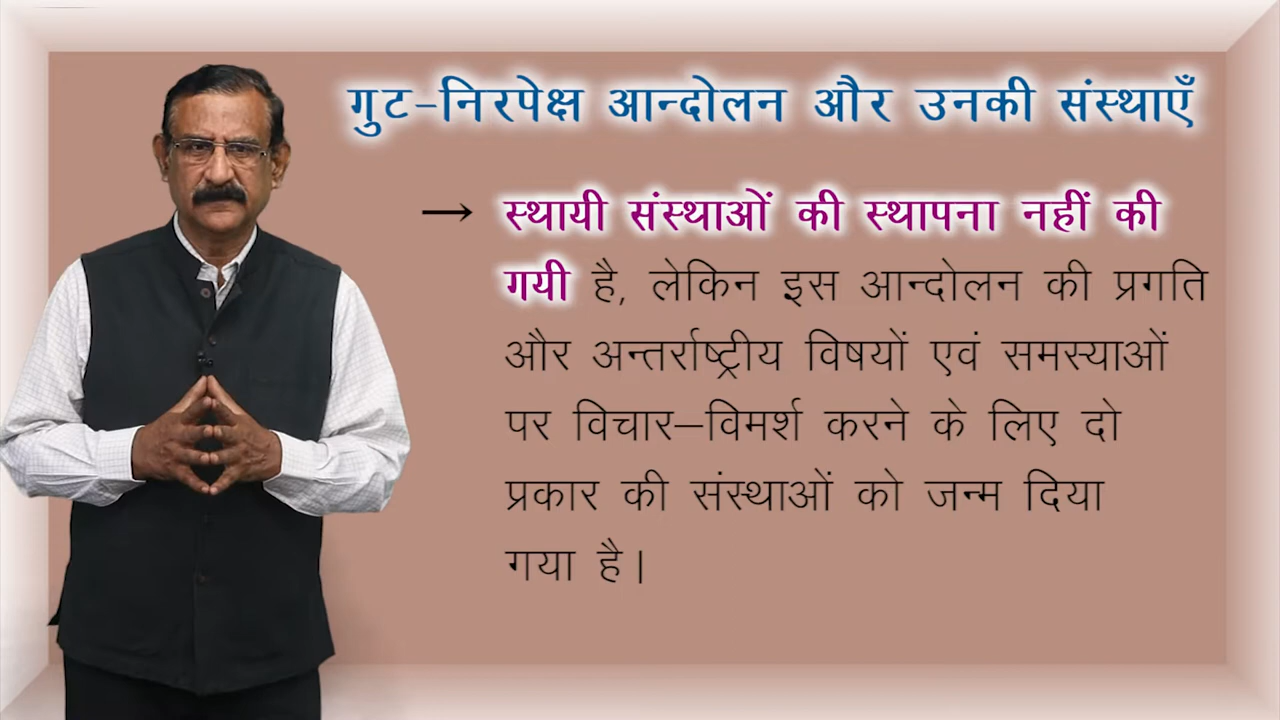 गुट-निरपेक्ष आन्दोलन और उनकी संस्थाएँ
→ स्थायी संस्थाओं की स्थापना नहीं की
गयी है, लेकिन इस आन्दोलन की प्रगति
और अन्तर्राष्ट्रीय विषयों एवं समस्याओं
पर विचार–विमर्श करने के लिए दो
प्रकार की संस्थाओं को जन्म दिया
गया है।